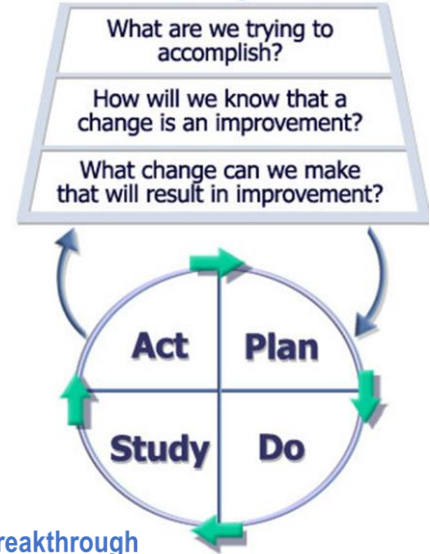 What are we trying to
accomplish?
How will we know that a
change is an improvement?
What change can we make
that will result in improvement?
Act Plan
Study Do
reakthrough